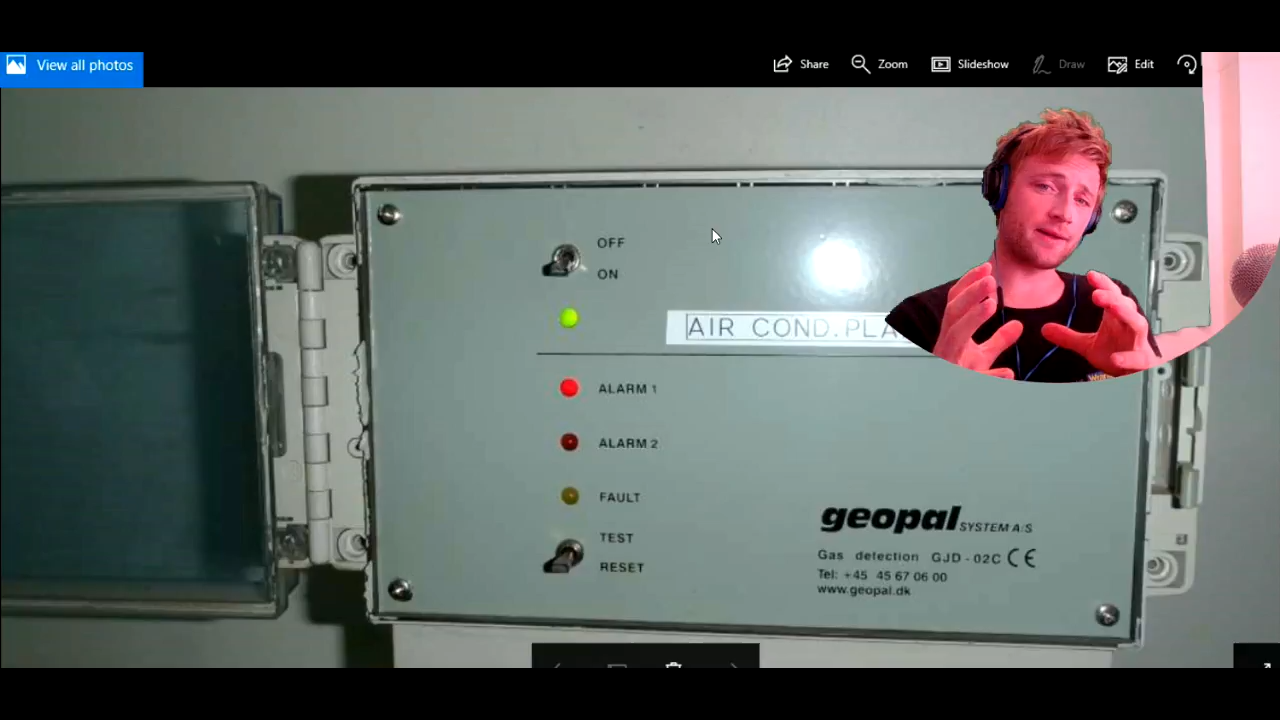 View all photos
Share
Zoom
Slideshow
Draw
Edit
OFF
ON
AIR COND.PLA
ALARM 1
ALARM 2
FAULT
TEST
RESET
geopal SYSTEM A/S
Gas detection GJD-02C CE
Tel: +45 45 67 06 00
www.geopal.dk